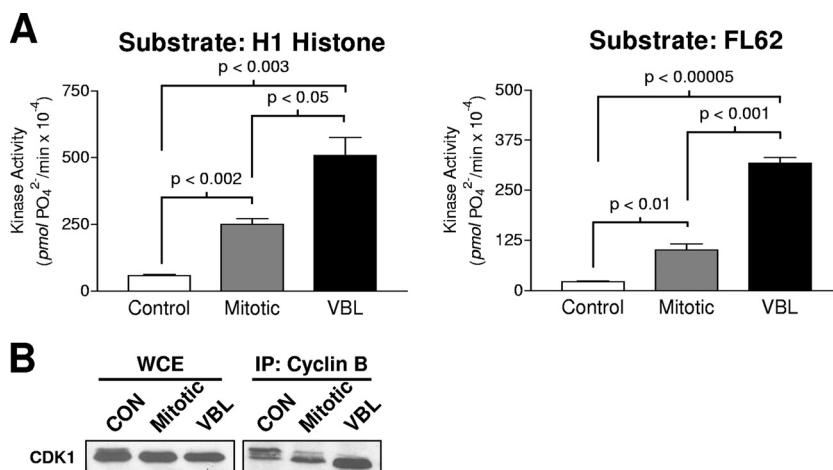 A
Substrate: H1 Histone
p < 0.003
p < 0.05
p < 0.002
750
500
250
0
Kinase Activity
(pmol PO₄²⁻/min x 10⁻⁴)
Control
Mitotic
VBL
Substrate: FL62
p < 0.00005
p < 0.001
p < 0.01
500
375
250
125
0
Kinase Activity
(pmol PO₄²⁻/min x 10⁻⁴)
Control
Mitotic
VBL
B
WCE
IP: Cyclin B
CON
Mitotic
VBL
CON
Mitotic
VBL
CDK1